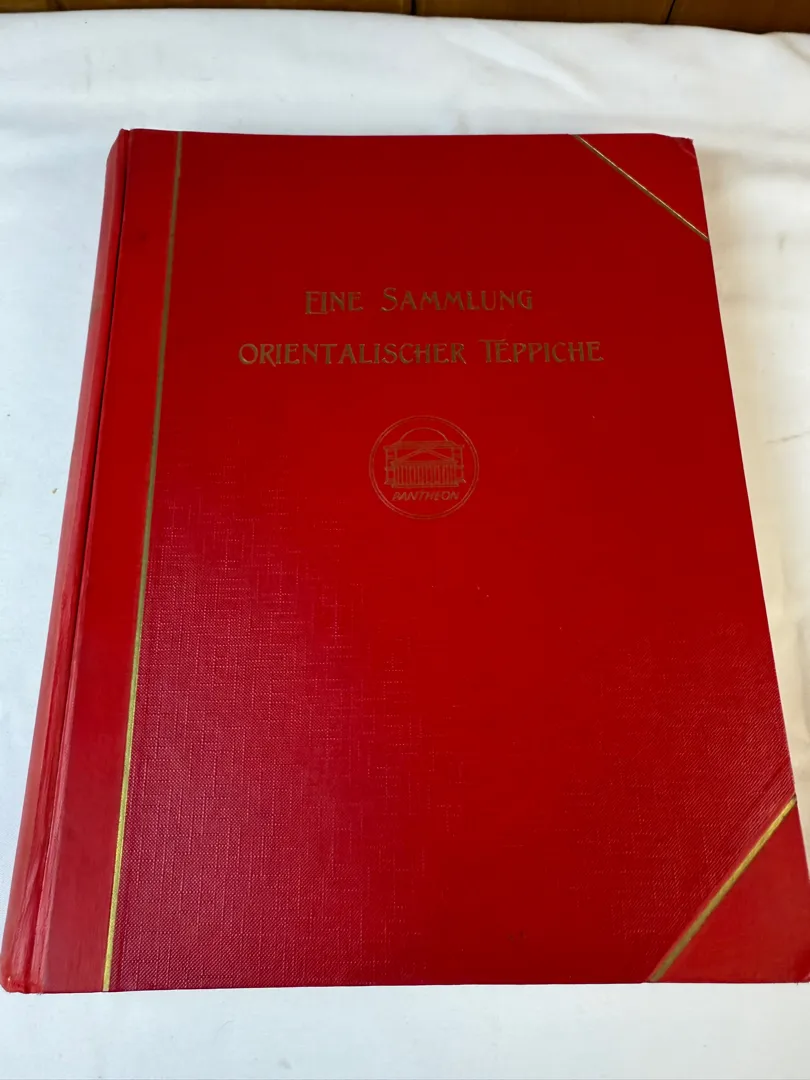 EINE SAMMLUNG
ORIENTALISCHER TEPPICHE
PANTHEON